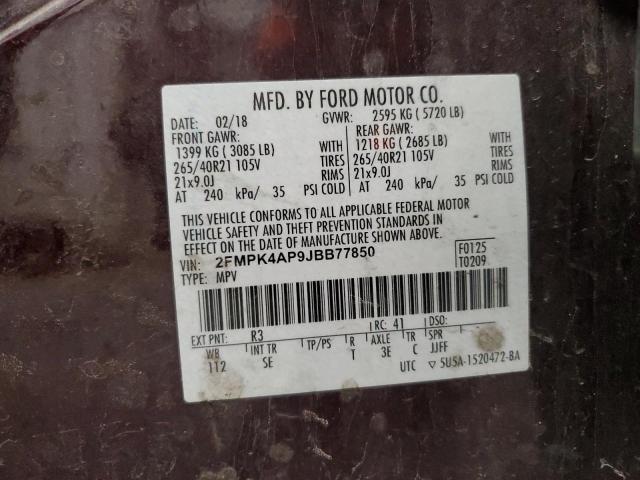 MFD. BY FORD MOTOR CO.
DATE: 02/18 GVWR: 2595 KG ( 5720 LB)
FRONT GAWR: REAR GAWR:
1399 KG ( 3085 LB) WITH 1218 KG ( 2685 LB) WITH
265/40R21 105V TIRES 265/40R21 105V TIRES
21x9.0J RIMS 21x9.0J RIMS
AT 240 kPa/ 35 PSI COLD AT 240 kPa/ 35 PSI COLD
THIS VEHICLE CONFORMS TO ALL APPLICABLE FEDERAL MOTOR
VEHICLE SAFETY AND THEFT PREVENTION STANDARDS IN
EFFECT ON THE DATE OF MANUFACTURE SHOWN ABOVE.
VIN: 2FMPK4AP9JBB77850 F0125
MPV T0209
EXT PNT: R3 RC: 41 DSO:
WB INT TR TP/PS R AXLE TR SPR
112 SE T 3E C JJFF
UTC ▽ 5U5A-1520472-BA